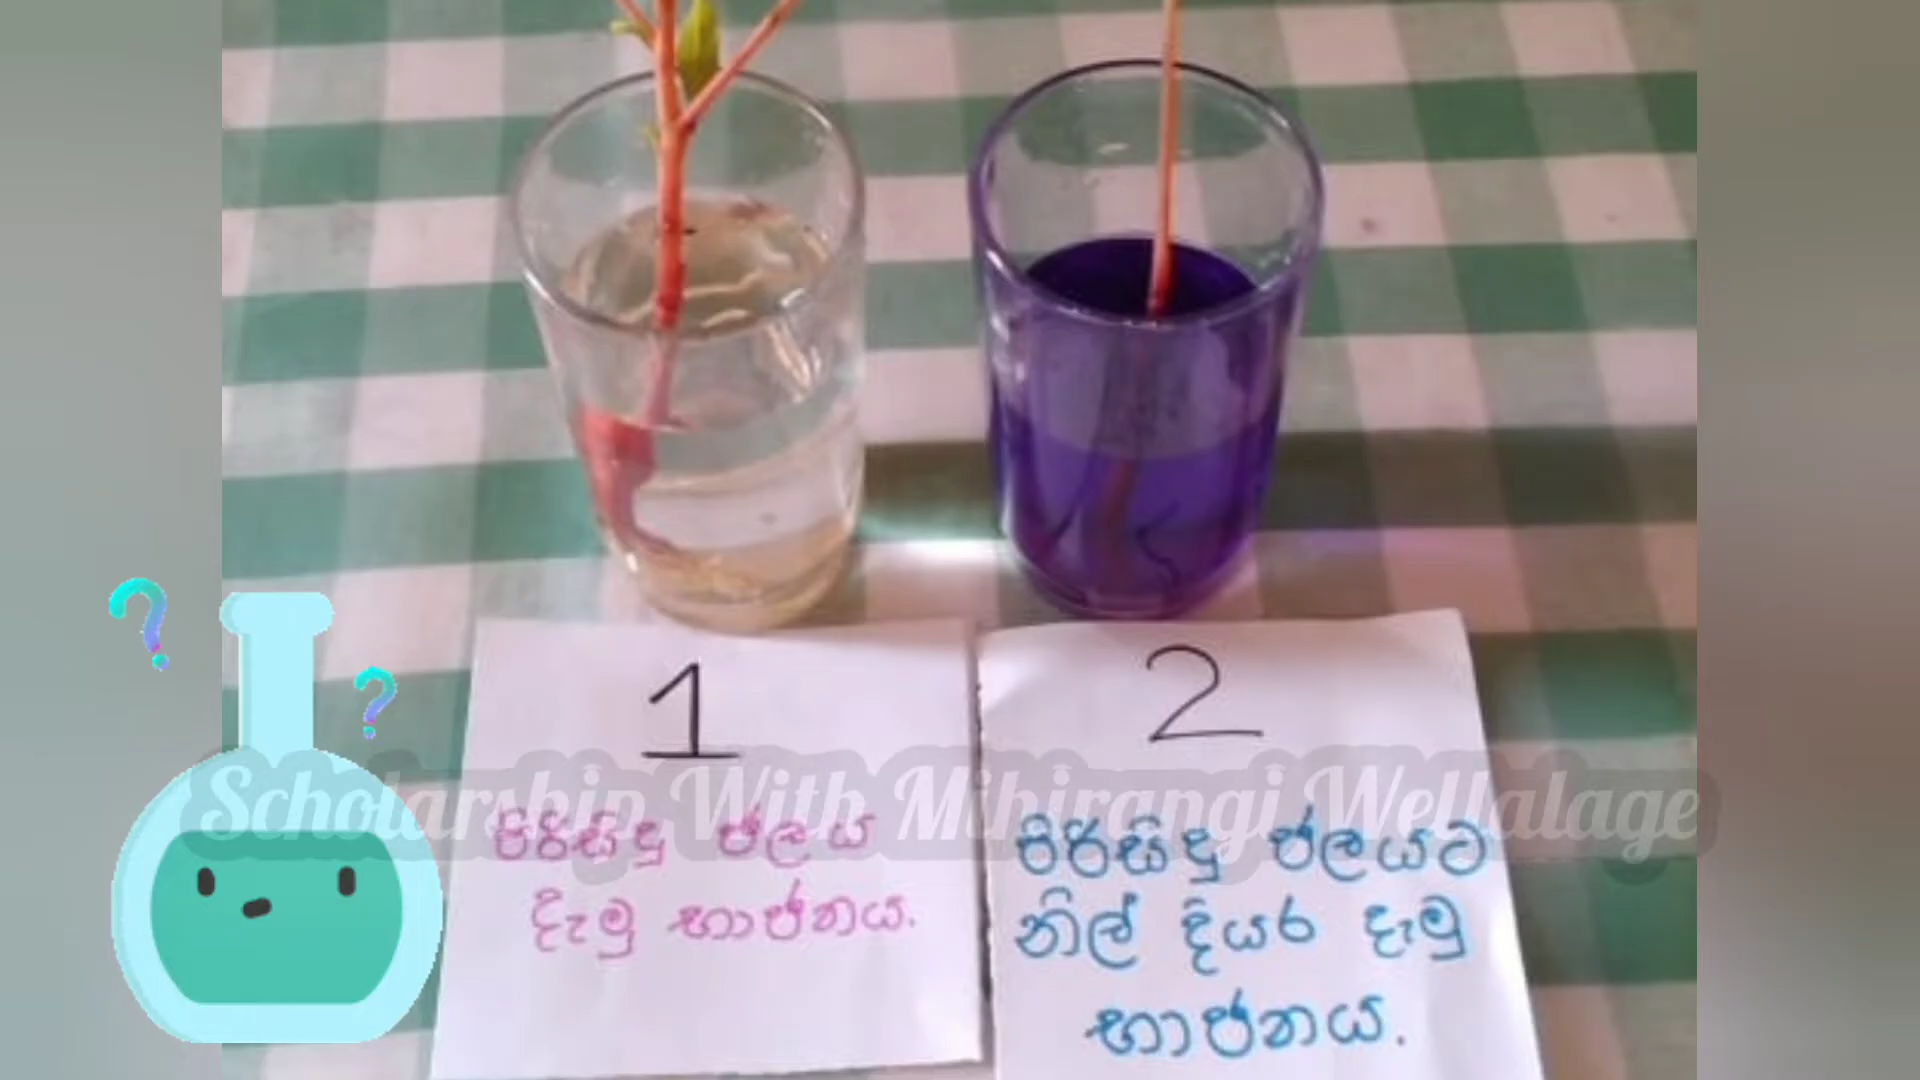 1
පිරිසිදු ජලය
දැමු භාජනය.
2
පිරිසිදු ජලයට
නිල් දියර දැමු
භාජනය.
Scholarship With Mihirangi Wellalage